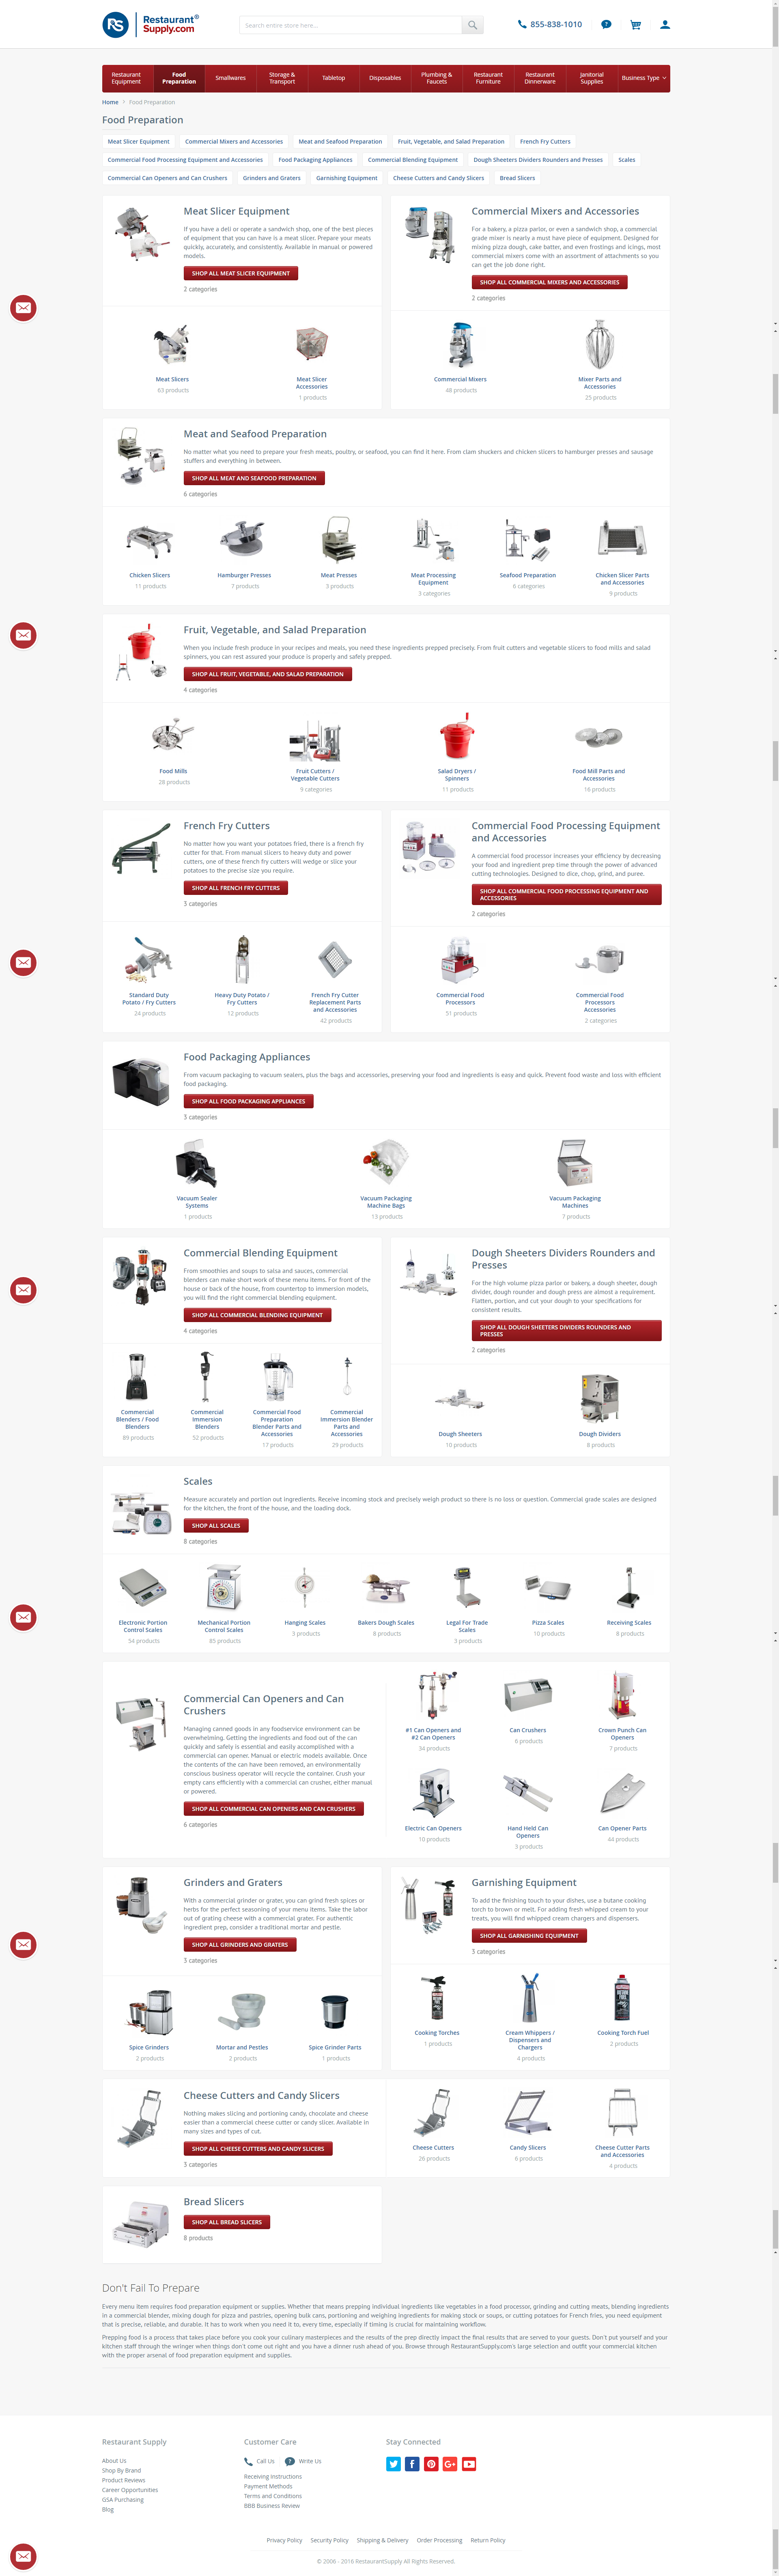 RS Restaurant Supply.com®
Search entire store here...
855-838-1010
Restaurant Equipment
Food Preparation
Smallwares
Storage & Transport
Tabletop
Disposables
Plumbing & Faucets
Restaurant Furniture
Restaurant Dinnerware
Janitorial Supplies
Business Type
Home > Food Preparation
Food Preparation
Meat Slicer Equipment
Commercial Mixers and Accessories
Meat and Seafood Preparation
Fruit, Vegetable, and Salad Preparation
French Fry Cutters
Commercial Food Processing Equipment and Accessories
Food Packaging Appliances
Commercial Blending Equipment
Dough Sheeters Dividers Rounders and Presses
Scales
Commercial Can Openers and Can Crushers
Grinders and Graters
Garnishing Equipment
Cheese Cutters and Candy Slicers
Bread Slicers
Meat Slicer Equipment
If you have a deli or operate a sandwich shop, one of the best pieces
of equipment that you can have is a meat slicer. Prepare your meats
quickly, accurately, and consistently. Available in manual or powered
models.
SHOP ALL MEAT SLICER EQUIPMENT
2 categories
Meat Slicers
63 products
Meat Slicer
Accessories
1 products
Commercial Mixers and Accessories
For a bakery, a pizza parlor, or even a sandwich shop, a commercial
grade mixer is nearly a must have piece of equipment. Designed for
mixing pizza dough, cake batter, and even frostings and icings, most
commercial mixers come with an assortment of attachments so you
can get the job done right.
SHOP ALL COMMERCIAL MIXERS AND ACCESSORIES
2 categories
Commercial Mixers
48 products
Mixer Parts and
Accessories
25 products
Meat and Seafood Preparation
No matter what you need to prepare your fresh meats, poultry, or seafood, you can find it here. From clam shuckers and chicken slicers to hamburger presses and sausage
stuffers and everything in between.
SHOP ALL MEAT AND SEAFOOD PREPARATION
6 categories
Chicken Slicers
11 products
Hamburger Presses
7 products
Meat Presses
3 products
Meat Processing
Equipment
3 categories
Seafood Preparation
6 categories
Chicken Slicer Parts
and Accessories
9 products
Fruit, Vegetable, and Salad Preparation
When you include fresh produce in your recipes and meals, you need these ingredients prepped precisely. From fruit cutters and vegetable slicers to food mills and salad
spinners, you can rest assured your produce is properly and safely prepped.
SHOP ALL FRUIT, VEGETABLE, AND SALAD PREPARATION
4 categories
Food Mills
28 products
Fruit Cutters /
Vegetable Cutters
9 categories
Salad Dryers /
Spinners
11 products
Food Mill Parts and
Accessories
16 products
French Fry Cutters
No matter how you want your potatoes fried, there is a french fry
cutter for that. From manual slicers to heavy duty and power
cutters, one of these french fry cutters will wedge or slice your
potatoes to the precise size you require.
SHOP ALL FRENCH FRY CUTTERS
3 categories
Standard Duty
Potato / Fry Cutters
24 products
Heavy Duty Potato /
Fry Cutters
12 products
French Fry Cutter
Replacement Parts
and Accessories
42 products
Commercial Food Processing Equipment
and Accessories
A commercial food processor increases your efficiency by decreasing
your food and ingredient prep time through the power of advanced
cutting technologies. Designed to dice, chop, grind, and puree.
SHOP ALL COMMERCIAL FOOD PROCESSING EQUIPMENT AND
ACCESSORIES
2 categories
Commercial Food
Processors
51 products
Commercial Food
Processors
Accessories
2 categories
Food Packaging Appliances
From vacuum packaging to vacuum sealers, plus the bags and accessories, preserving your food and ingredients is easy and quick. Prevent food waste and loss with efficient
food packaging.
SHOP ALL FOOD PACKAGING APPLIANCES
3 categories
Vacuum Sealer
Systems
1 products
Vacuum Packaging
Machine Bags
13 products
Vacuum Packaging
Machines
7 products
Commercial Blending Equipment
From smoothies and soups to salsa and sauces, commercial
blenders can make short work of these menu items. For front of the
house or back of the house, from countertop to immersion models,
you will find the right commercial blending equipment.
SHOP ALL COMMERCIAL BLENDING EQUIPMENT
4 categories
Commercial
Blenders / Food
Blenders
89 products
Commercial
Immersion
Blenders
52 products
Commercial Food
Preparation
Blender Parts and
Accessories
17 products
Commercial
Immersion Blender
Parts and
Accessories
29 products
Dough Sheeters Dividers Rounders and
Presses
For the high volume pizza parlor or bakery, a dough sheeter, dough
divider, dough rounder and dough press are almost a requirement.
Flatten, portion, and cut your dough to your specifications for
consistent results.
SHOP ALL DOUGH SHEETERS DIVIDERS ROUNDERS AND
PRESSES
2 categories
Dough Sheeters
10 products
Dough Dividers
8 products
Scales
Measure accurately and portion out ingredients. Receive incoming stock and precisely weigh product so there is no loss or question. Commercial grade scales are designed
for the kitchen, the front of the house, and the loading dock.
SHOP ALL SCALES
8 categories
Electronic Portion
Control Scales
54 products
Mechanical Portion
Control Scales
85 products
Hanging Scales
3 products
Bakers Dough Scales
8 products
Legal For Trade
Scales
3 products
Pizza Scales
10 products
Receiving Scales
8 products
Commercial Can Openers and Can
Crushers
Managing canned goods in any foodservice environment can be
overwhelming. Getting the ingredients and food out of the can
quickly and safely is essential and easily accomplished with a
commercial can opener. Manual or electric models available. Once
the contents of the can have been removed, an environmentally
conscious business operator will recycle the container. Crush your
empty cans efficiently with a commercial can crusher, either manual
or powered.
SHOP ALL COMMERCIAL CAN OPENERS AND CAN CRUSHERS
6 categories
#1 Can Openers and
#2 Can Openers
34 products
Can Crushers
6 products
Crown Punch Can
Openers
7 products
Electric Can Openers
10 products
Hand Held Can
Openers
3 products
Can Opener Parts
44 products
Grinders and Graters
With a commercial grinder or grater, you can grind fresh spices or
herbs for the perfect seasoning of your menu items. Take the labor
out of grating cheese with a commercial grater. For authentic
ingredient prep, consider a traditional mortar and pestle.
SHOP ALL GRINDERS AND GRATERS
3 categories
Spice Grinders
2 products
Mortar and Pestles
2 products
Spice Grinder Parts
1 products
Garnishing Equipment
To add the finishing touch to your dishes, use a butane cooking
torch to brown or melt. For adding fresh whipped cream to your
treats, you will find whipped cream chargers and dispensers.
SHOP ALL GARNISHING EQUIPMENT
3 categories
Cooking Torches
1 products
Cream Whippers /
Dispensers and
Chargers
4 products
Cooking Torch Fuel
2 products
Cheese Cutters and Candy Slicers
Nothing makes slicing and portioning candy, chocolate and cheese
easier than a commercial cheese cutter or candy slicer. Available in
many sizes and types of cut.
SHOP ALL CHEESE CUTTERS AND CANDY SLICERS
3 categories
Cheese Cutters
26 products
Candy Slicers
6 products
Cheese Cutter Parts
and Accessories
4 products
Bread Slicers
SHOP ALL BREAD SLICERS
8 products
Don't Fail To Prepare
Every menu item requires food preparation equipment or supplies. Whether that means prepping individual ingredients like vegetables in a food processor, grinding and cutting meats, blending ingredients
in a commercial blender, mixing dough for pizza and pastries, opening bulk cans, portioning and weighing ingredients for making stock or soups, or cutting potatoes for French fries, you need equipment
that is precise, reliable, and durable. It has to work when you need it to, every time, especially if timing is crucial for maintaining workflow.
Prepping food is a process that takes place before you cook your culinary masterpieces and the results of the prep directly impact the final results that are served to your guests. Don't put yourself and your
kitchen staff through the wringer when things don't come out right and you have a dinner rush ahead of you. Browse through RestaurantSupply.com's large selection and outfit your commercial kitchen
with the proper arsenal of food preparation equipment and supplies.
Restaurant Supply
About Us
Shop By Brand
Product Reviews
Career Opportunities
GSA Purchasing
Blog
Customer Care
Call Us
Write Us
Receiving Instructions
Payment Methods
Terms and Conditions
BBB Business Review
Stay Connected
Privacy Policy
Security Policy
Shipping & Delivery
Order Processing
Return Policy
© 2006 - 2016 RestaurantSupply All Rights Reserved.